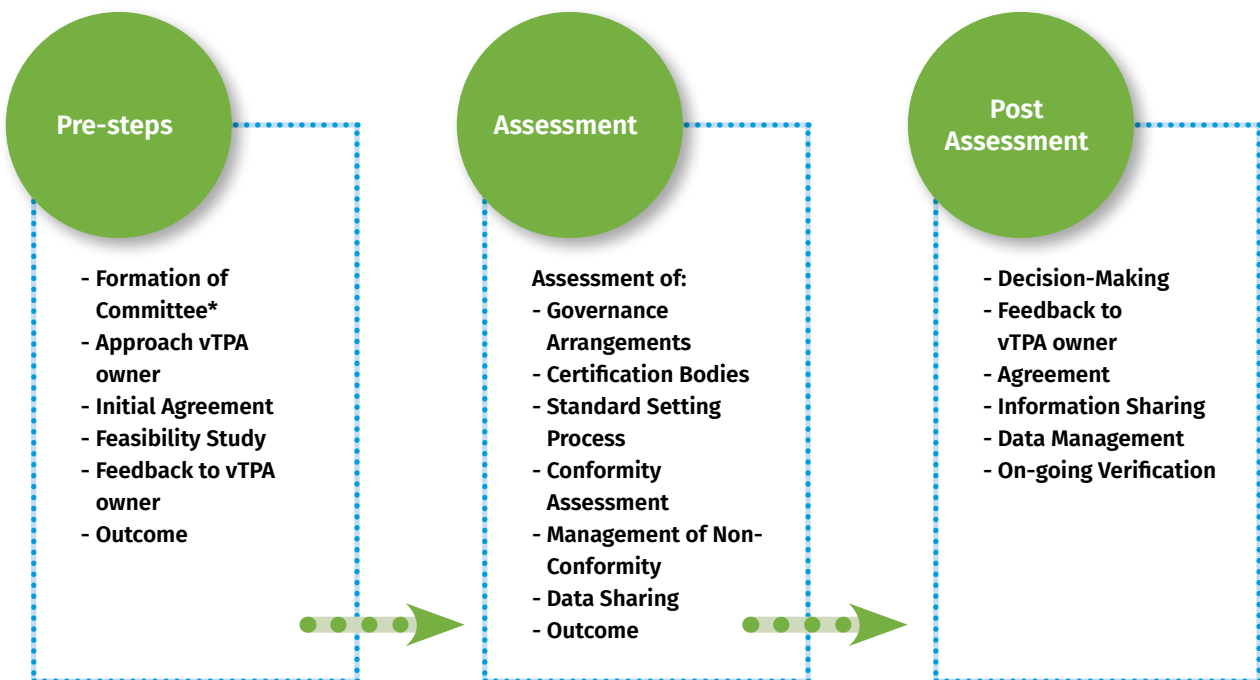 Pre-steps
- Formation of
Committee*
- Approach vTPA
owner
- Initial Agreement
- Feasibility Study
- Feedback to vTPA
owner
- Outcome
Assessment
Assessment of:
- Governance
Arrangements
- Certification Bodies
- Standard Setting
Process
- Conformity
Assessment
- Management of Non-
Conformity
- Data Sharing
- Outcome
Post
Assessment
- Decision-Making
- Feedback to
vTPA owner
- Agreement
- Information Sharing
- Data Management
- On-going Verification